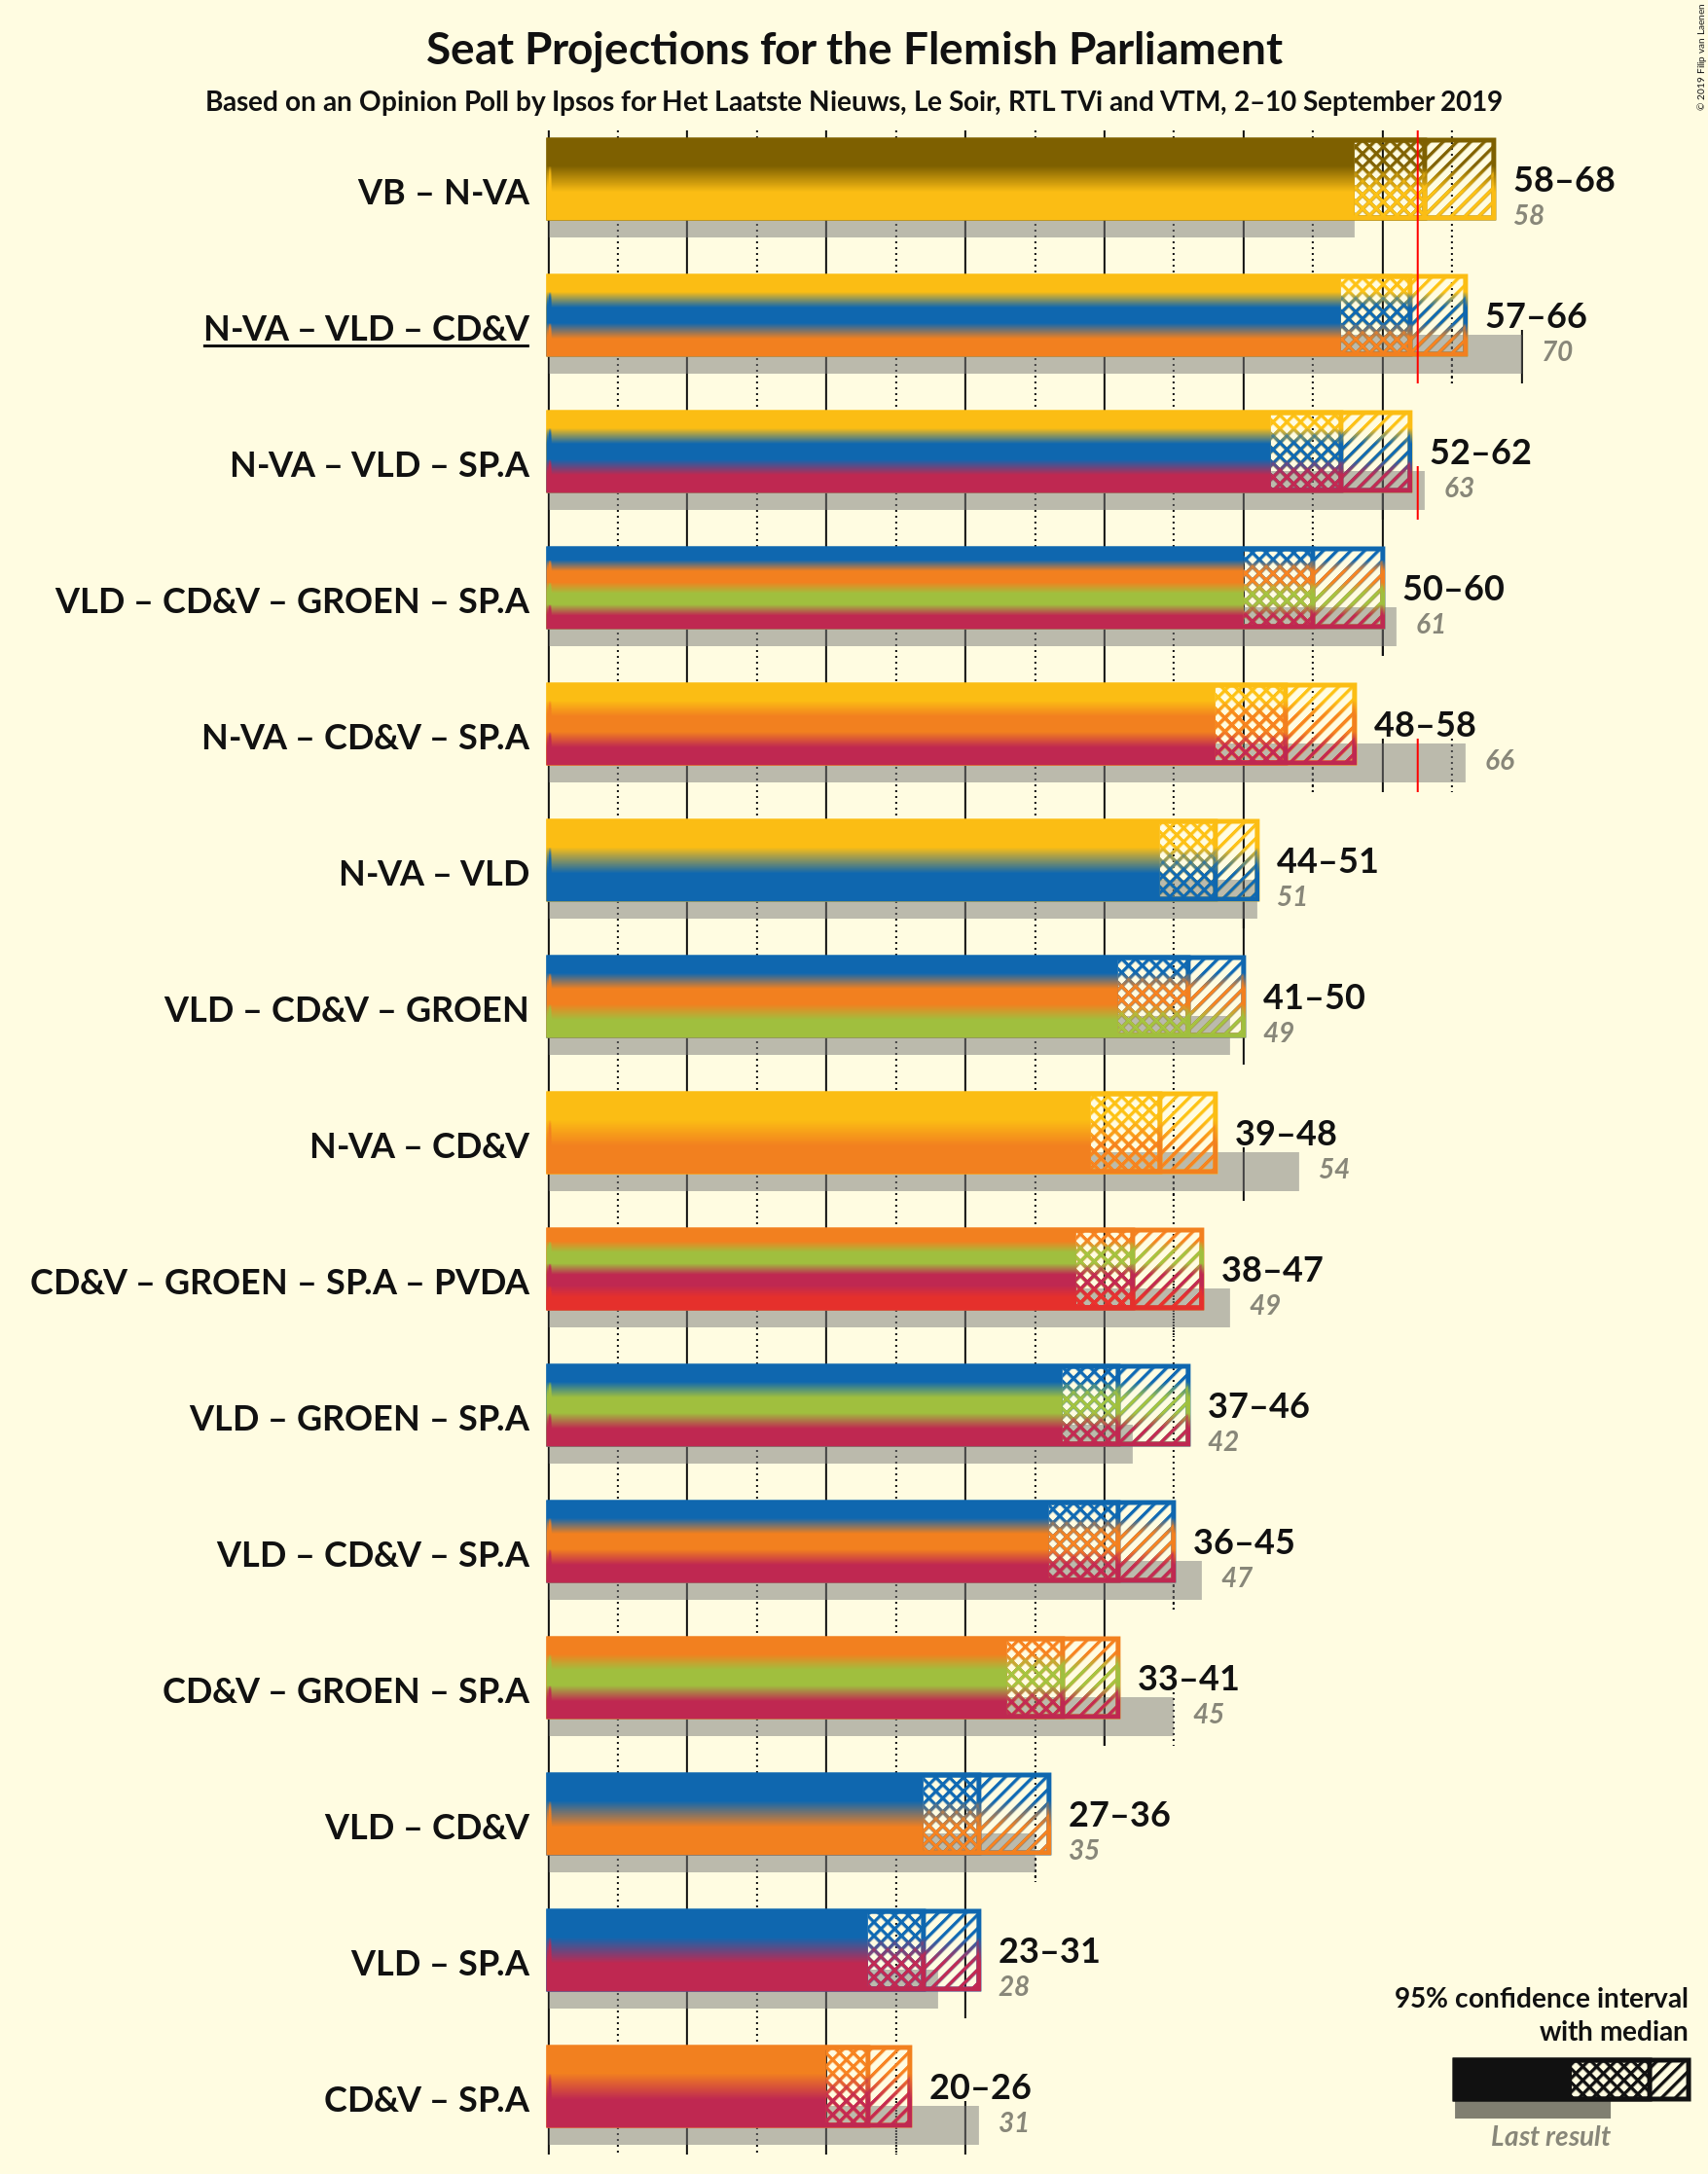 Seat Projections for the Flemish Parliament
Based on an Opinion Poll by Ipsos for Het Laatste Nieuws, Le Soir, RTL TVi and VTM, 2–10 September 2019
© 2019 Filip van Laenen
VB – N-VA
58–68
58
N-VA – VLD – CD&V
57–66
70
N-VA – VLD – SP.A
52–62
63
VLD – CD&V – GROEN – SP.A
50–60
61
N-VA – CD&V – SP.A
48–58
66
N-VA – VLD
44–51
51
VLD – CD&V – GROEN
41–50
49
N-VA – CD&V
39–48
54
CD&V – GROEN – SP.A – PVDA
38–47
49
VLD – GROEN – SP.A
37–46
42
VLD – CD&V – SP.A
36–45
47
CD&V – GROEN – SP.A
33–41
45
VLD – CD&V
27–36
35
VLD – SP.A
23–31
28
CD&V – SP.A
20–26
31
95% confidence interval
with median
Last result